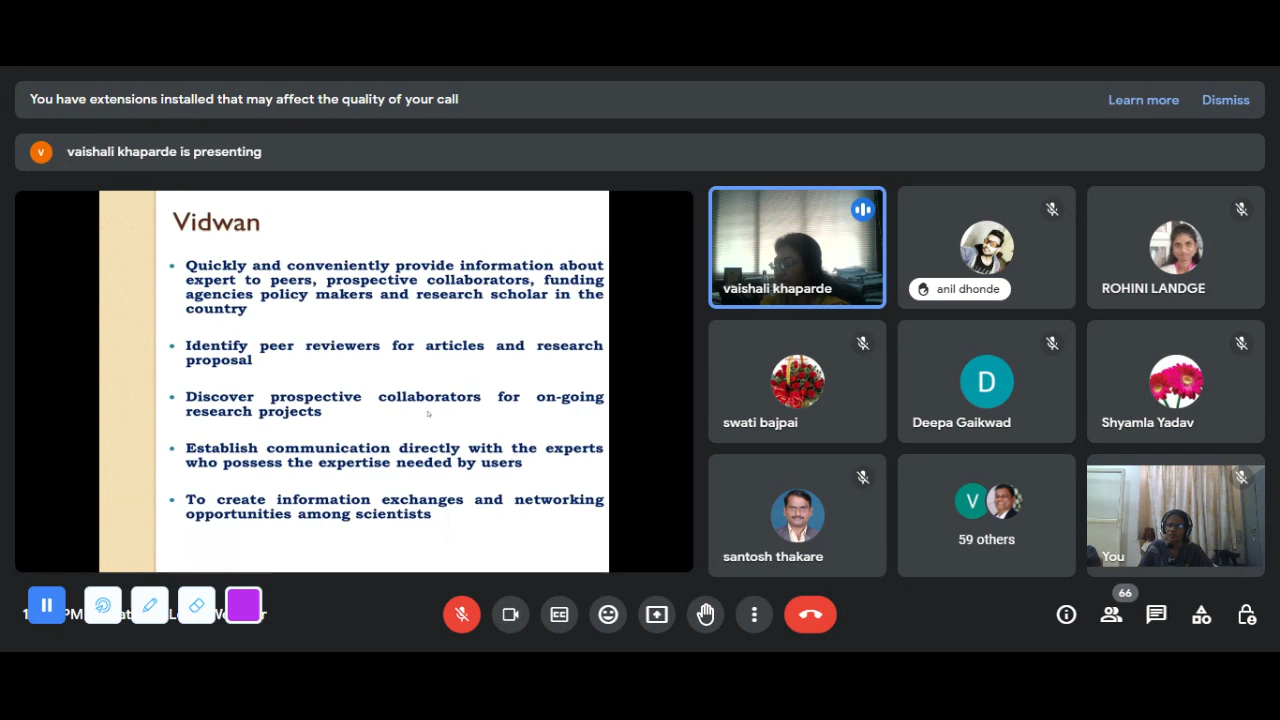 You have extensions installed that may affect the quality of your call
Learn more
Dismiss
V
vaishali khaparde is presenting
Vidwan
• Quickly and conveniently provide information about
expert to peers, prospective collaborators, funding
agencies policy makers and research scholar in the
country
• Identify peer reviewers for articles and research
proposal
• Discover prospective collaborators for on-going
research projects
• Establish communication directly with the experts
who possess the expertise needed by users
• To create information exchanges and networking
opportunities among scientists
vaishali khaparde
anil dhonde
ROHINI LANDGE
swati bajpai
D
Deepa Gaikwad
Shyamla Yadav
santosh thakare
V
59 others
You
66